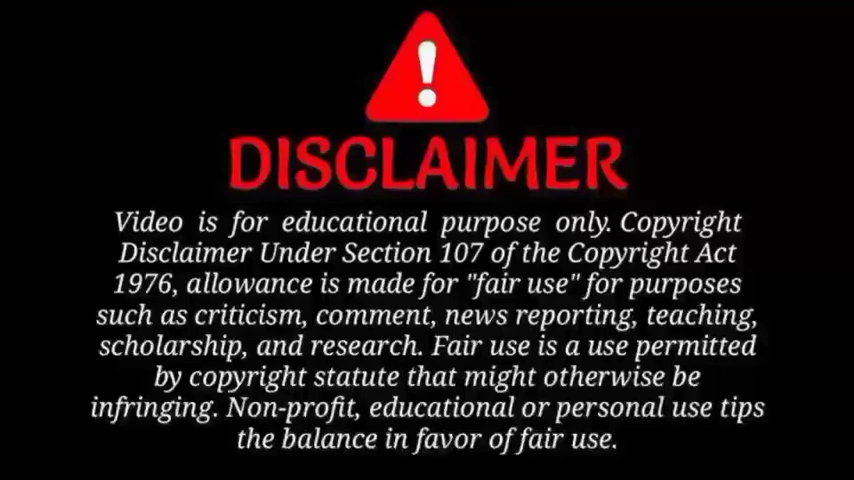 DISCLAIMER
Video is for educational purpose only. Copyright
Disclaimer Under Section 107 of the Copyright Act
1976, allowance is made for "fair use" for purposes
such as criticism, comment, news reporting, teaching,
scholarship, and research. Fair use is a use permitted
by copyright statute that might otherwise be
infringing. Non-profit, educational or personal use tips
the balance in favor of fair use.